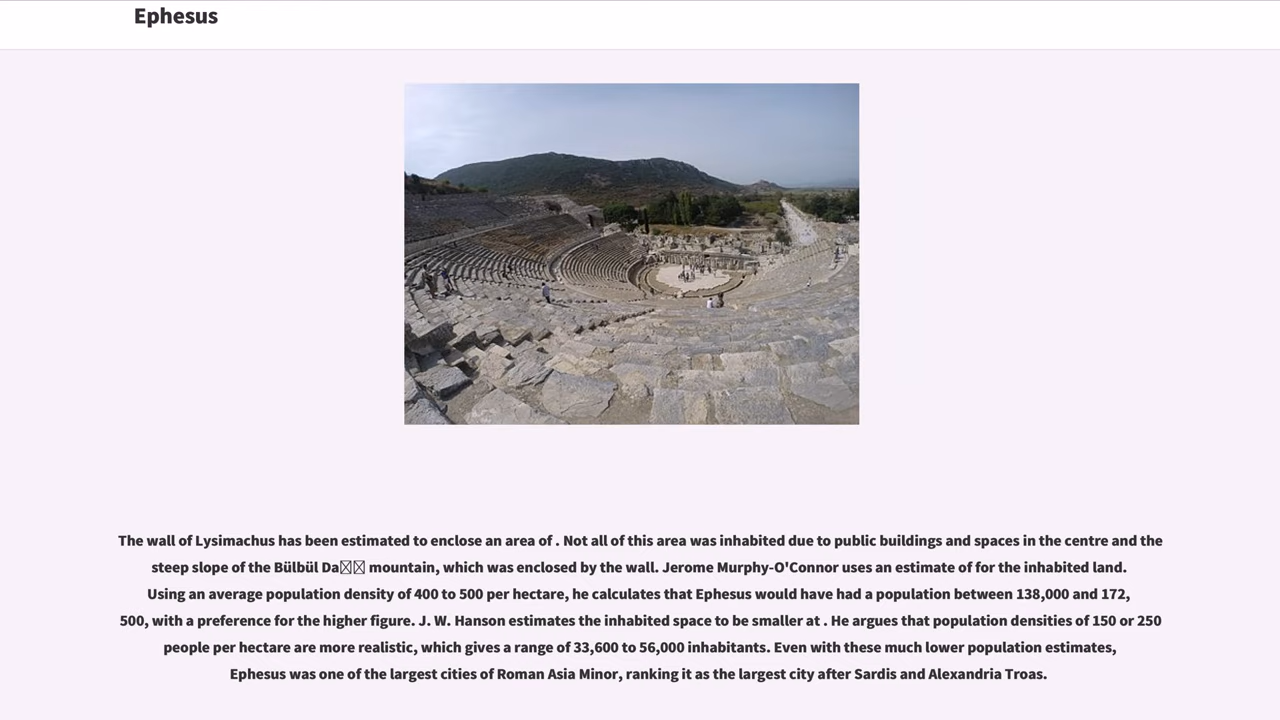 Ephesus
The wall of Lysimachus has been estimated to enclose an area of . Not all of this area was inhabited due to public buildings and spaces in the centre and the
steep slope of the Bülbül Da□□ mountain, which was enclosed by the wall. Jerome Murphy-O'Connor uses an estimate of for the inhabited land.
Using an average population density of 400 to 500 per hectare, he calculates that Ephesus would have had a population between 138,000 and 172,
500, with a preference for the higher figure. J. W. Hanson estimates the inhabited space to be smaller at . He argues that population densities of 150 or 250
people per hectare are more realistic, which gives a range of 33,600 to 56,000 inhabitants. Even with these much lower population estimates,
Ephesus was one of the largest cities of Roman Asia Minor, ranking it as the largest city after Sardis and Alexandria Troas.